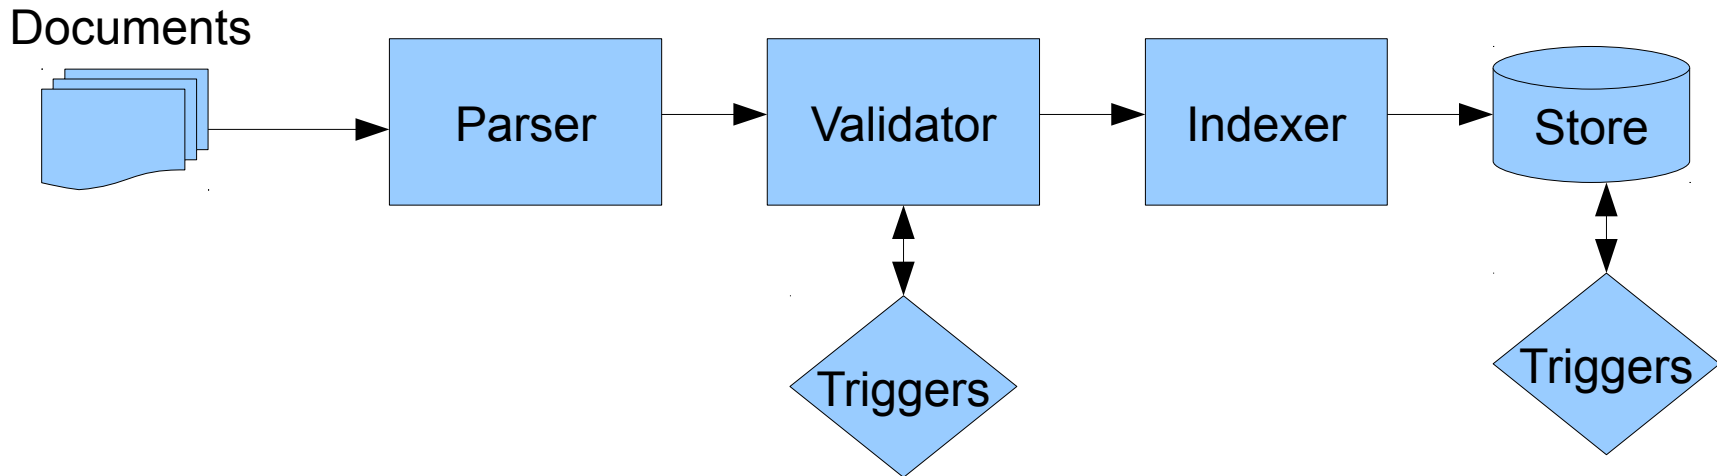 Documents
Parser
Validator
Indexer
Store
Triggers
Triggers